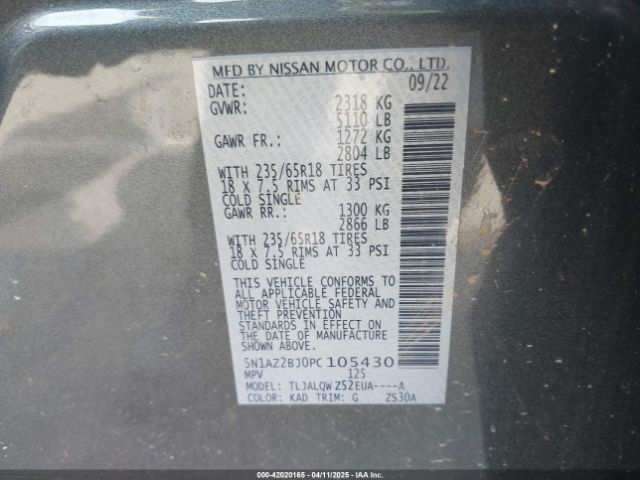 MFD BY NISSAN MOTOR CO., LTD.
DATE: 09/22
GVWR: 2318 KG
5110 LB
GAWR FR.: 1272 KG
2804 LB
WITH 235/65R18 TIRES
18 X 7.5 RIMS AT 33 PSI
COLD SINGLE
GAWR RR.: 1300 KG
2866 LB
WITH 235/65R18 TIRES
18 X 7.5 RIMS AT 33 PSI
COLD SINGLE
THIS VEHICLE CONFORMS TO
ALL APPLICABLE FEDERAL
MOTOR VEHICLE SAFETY AND
THEFT PREVENTION
STANDARDS IN EFFECT ON
THE DATE OF MANUFACTURE
SHOWN ABOVE.
5N1AZ2BJ0PC105430
MPV 125
MODEL: TLJALQWZ52EUA----A
COLOR: KAD TRIM: G ZS30A
000-42020165 - 04/11/2025 - IAAI Inc.